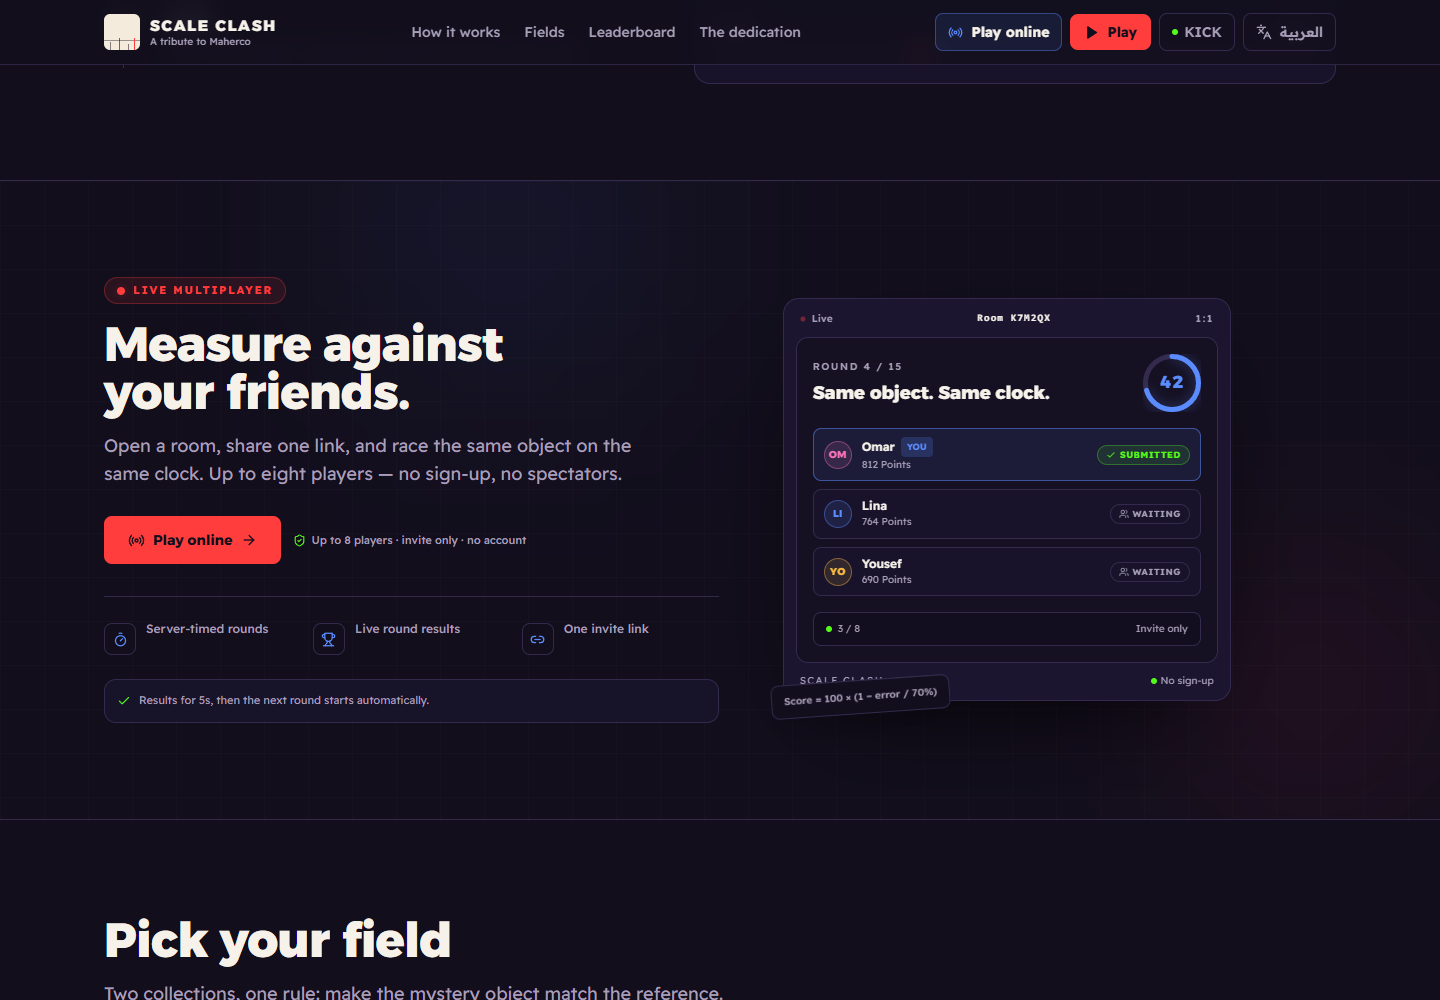 SCALE CLASH
A tribute to Maherco
How it works
Fields
Leaderboard
The dedication
Play online
Play
KICK
العربية
LIVE MULTIPLAYER
Measure against
your friends.
Open a room, share one link, and race the same object on the
same clock. Up to eight players — no sign-up, no spectators.
Play online
Up to 8 players · invite only · no account
Server-timed rounds
Live round results
One invite link
Results for 5s, then the next round starts automatically.
Live
Room K7M2QX
1:1
ROUND 4 / 15
Same object. Same clock.
42
OM
Omar YOU
812 Points
SUBMITTED
LI
Lina
764 Points
WAITING
YO
Yousef
690 Points
WAITING
3 / 8
Invite only
SCALE CLASH
No sign-up
Score = 100 × (1 − error / 70%)
Pick your field
Two collections, one rule: make the mystery object match the reference.